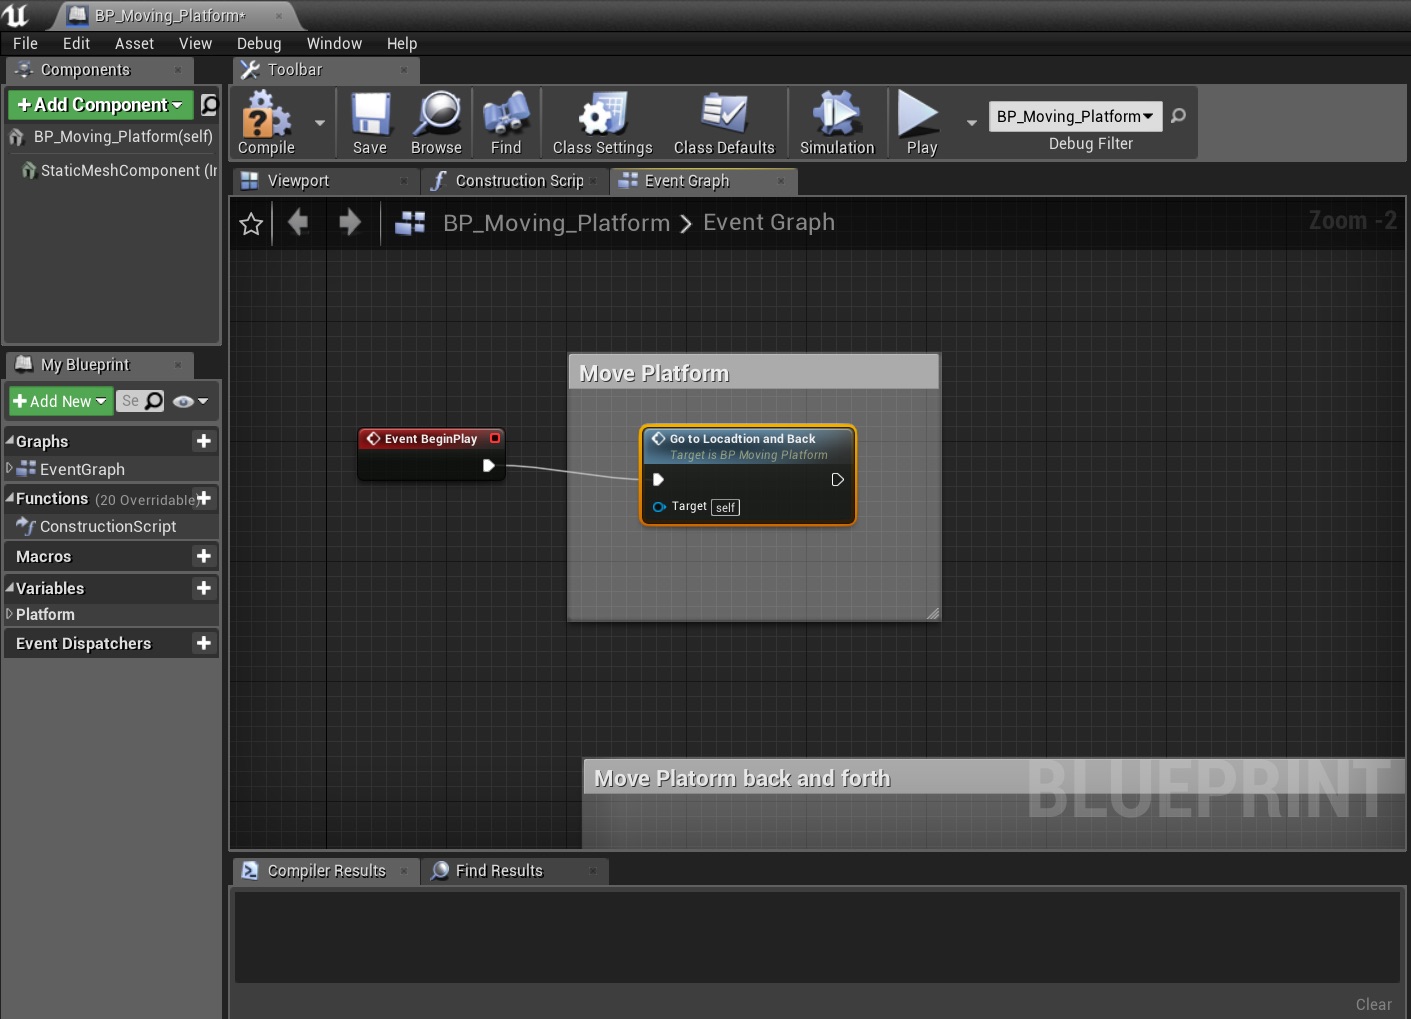 BP_Moving_Platform*
File Edit Asset View Debug Window Help
Components
Toolbar
Add Component
BP_Moving_Platform(self)
StaticMeshComponent (Ir
Compile Save Browse Find Class Settings Class Defaults Simulation Play
BP_Moving_Platform
Debug Filter
Viewport
Construction Scrip
Event Graph
BP_Moving_Platform > Event Graph
Zoom -2
My Blueprint
Add New
Se
Graphs
EventGraph
Functions (20 Overridable)
ConstructionScript
Macros
Variables
Platform
Event Dispatchers
Move Platform
Event BeginPlay
Go to Locadtion and Back
Target is BP Moving Platform
Target self
Move Platorm back and forth
BLUEPRINT
Compiler Results
Find Results
Clear